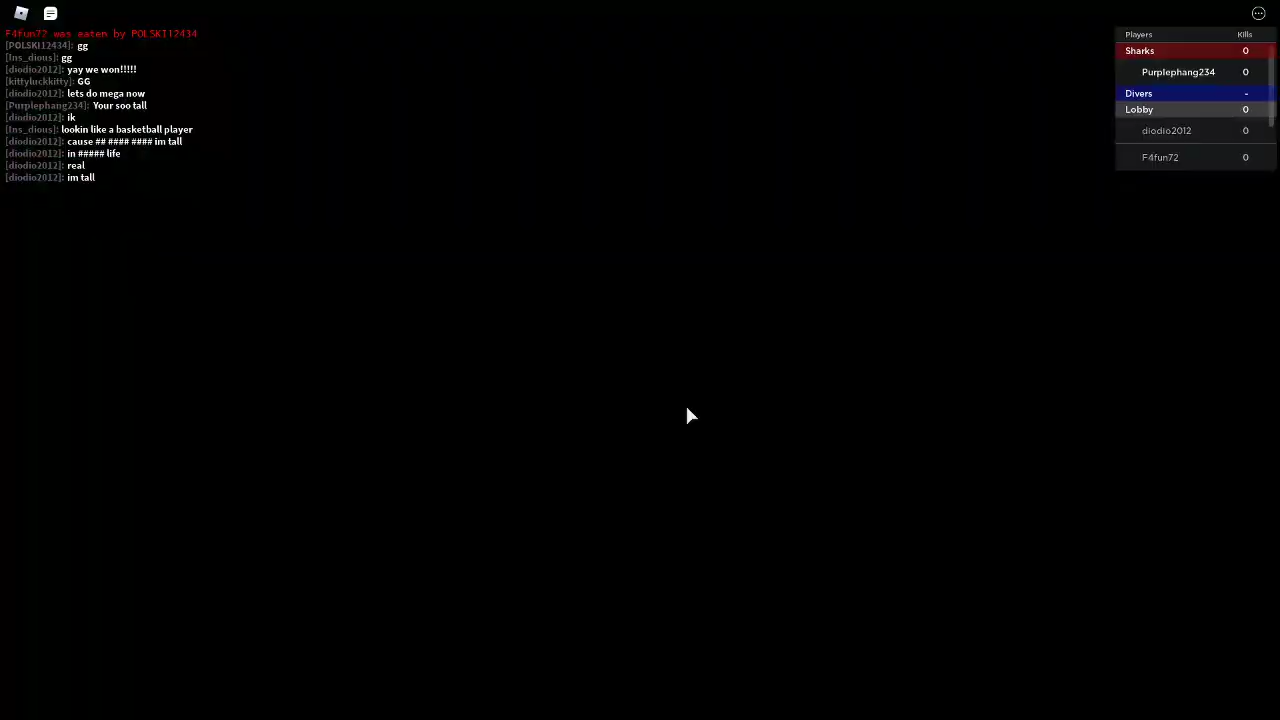 F4fun72 was eaten by POLSKI12434
[POLSKI12434]: gg
[Ins_dious]: gg
[diodio2012]: yay we won!!!!!
[kittyluckkitty]: GG
[diodio2012]: lets do mega now
[Purplephang234]: Your soo tall
[diodio2012]: ik
[Ins_dious]: lookin like a basketball player
[diodio2012]: cause ## #### #### im tall
[diodio2012]: in ##### life
[diodio2012]: real
[diodio2012]: im tall
Players Kills
Sharks 0
Purplephang234 0
Divers -
Lobby 0
diodio2012 0
F4fun72 0